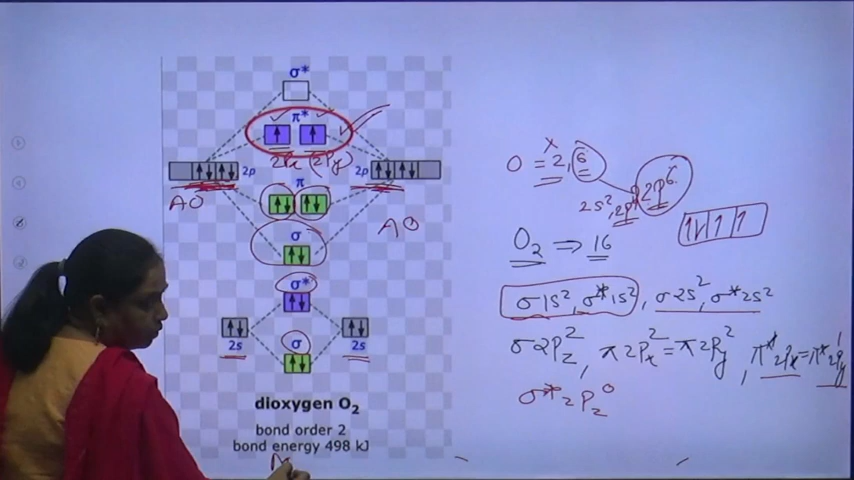 σ*
π*
2Px (2Py)
2p
2p
AO
π
AO
σ
σ*
2s
2s
σ
dioxygen O₂
bond order 2
bond energy 498 kJ
O = 2, 6
x
2s², 2p⁴
2p⁶
O₂ ⇒ 16
σ1s², σ*1s², σ2s², σ*2s²
σ2Pz², π2Px² = π2Py², π*2Px¹ = π*2Py¹
σ*2Pz⁰